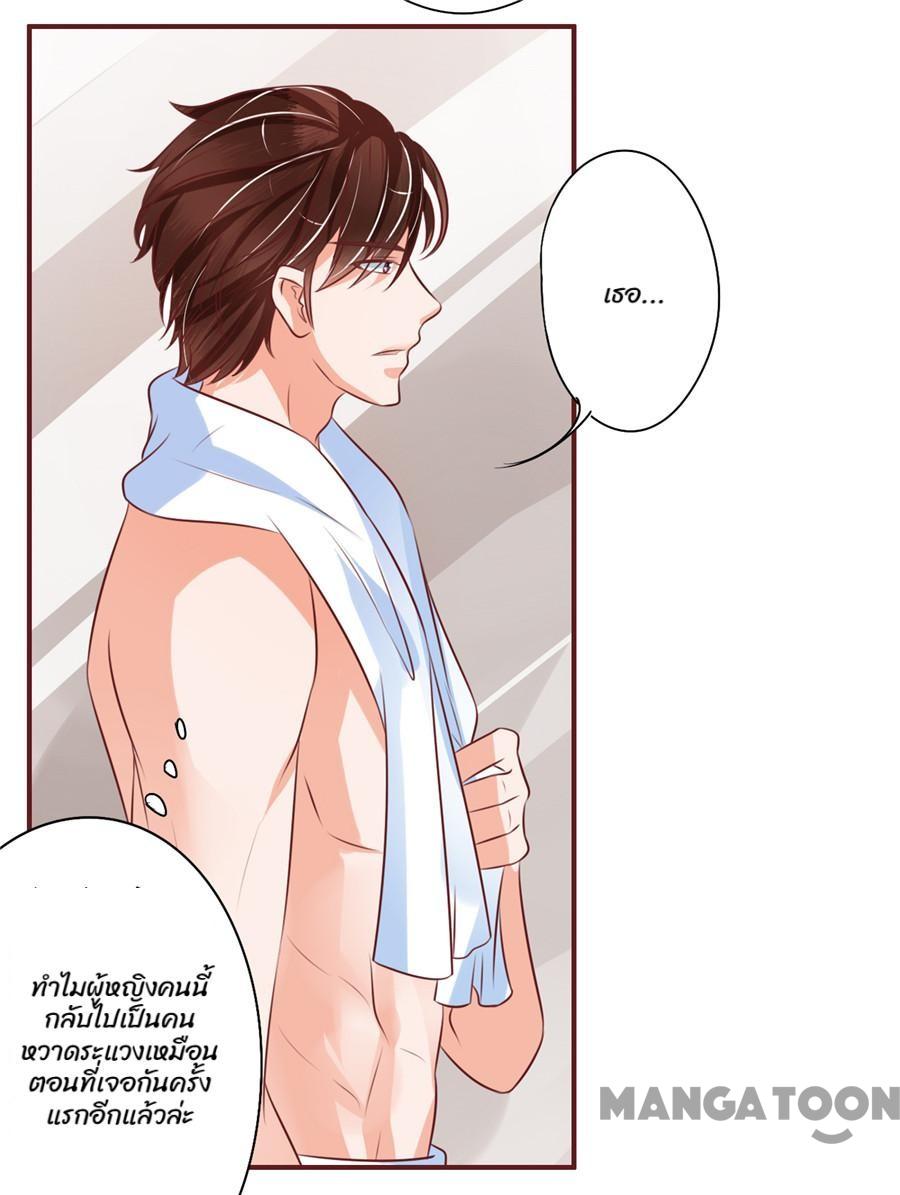 เธอ...
ทำไมผู้หญิงคนนี้
กลับไปเป็นคน
หวาดระแวงเหมือน
ตอนที่เจอกันครั้ง
แรกอีกแล้วล่ะ
MANGATOON